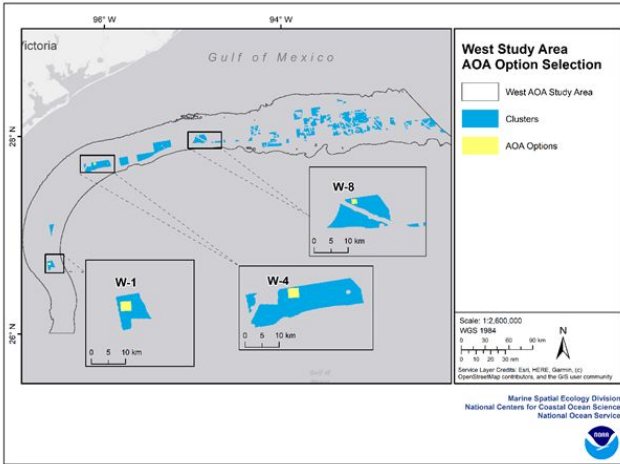 96° W
94° W
Victoria
Gulf of Mexico
28° N
26° N
W-8
0 5 10 km
W-1
0 5 10 km
W-4
0 5 10 km
Gulf of
West Study Area
AOA Option Selection
West AOA Study Area
Clusters
AOA Options
Scale: 1:2,600,000
WGS 1984
N
0 30 60 90 km
0 10 20 30 nm
Service Layer Credits: Esri, HERE, Garmin, (c)
OpenStreetMap contributors, and the GIS user community
Marine Spatial Ecology Division
National Centers for Coastal Ocean Science
National Ocean Service
NOAA